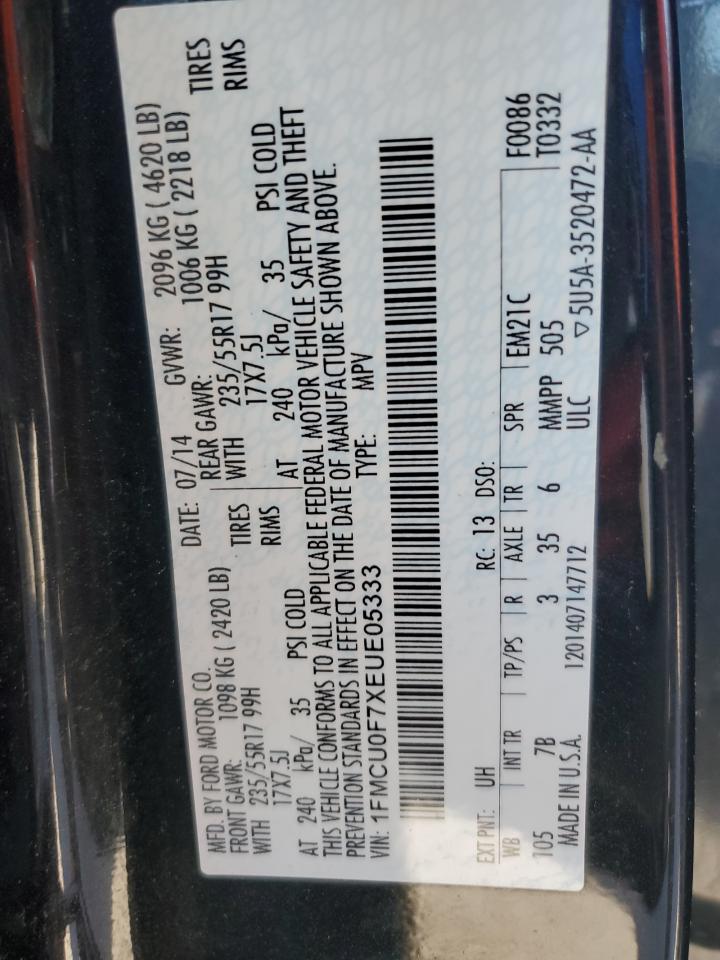 MFD. BY FORD MOTOR CO. DATE: 07/14 GVWR: 2096 KG ( 4620 LB)
FRONT GAWR: 1098 KG ( 2420 LB) REAR GAWR: 1006 KG ( 2218 LB)
WITH 235/55R17 99H TIRES WITH 235/55R17 99H TIRES
17X7.5J RIMS 17X7.5J RIMS
AT 240 kPa/ 35 PSI COLD AT 240 kPa/ 35 PSI COLD
THIS VEHICLE CONFORMS TO ALL APPLICABLE FEDERAL MOTOR VEHICLE SAFETY AND THEFT
PREVENTION STANDARDS IN EFFECT ON THE DATE OF MANUFACTURE SHOWN ABOVE.
VIN: 1FMCU0F7XEUE05333 TYPE: MPV
EXT PNT: UH RC: 13 DSO: F0086
WB INT TR TP/PS R AXLE TR SPR EM21C T0332
105 7B 3 35 6 MMPP 505
MADE IN U.S.A. 1201407147712 ULC ▽5U5A-3520472-AA